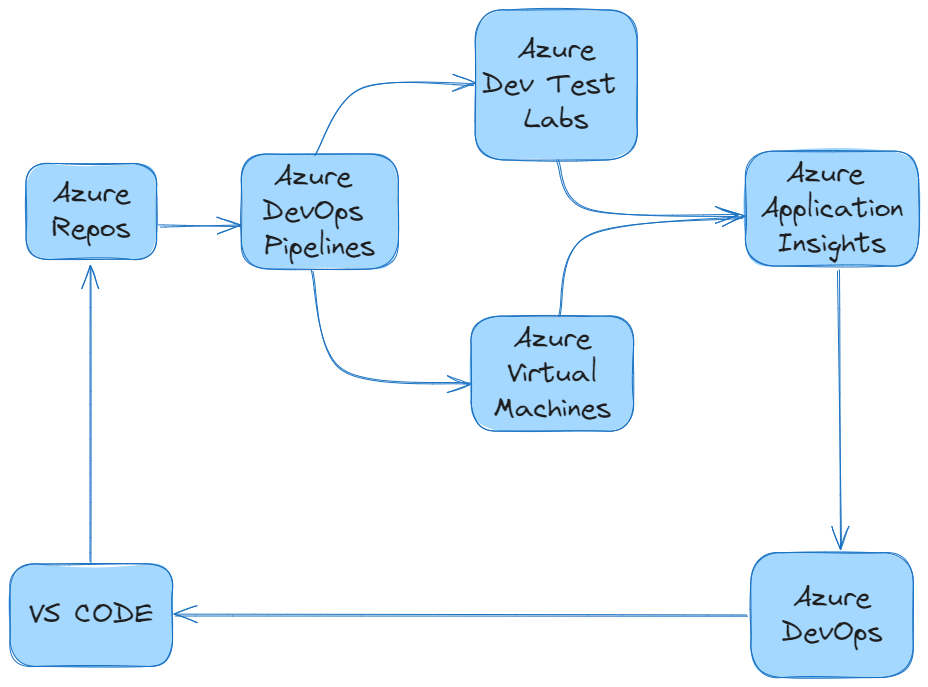 Azure
Dev Test
Labs
Azure
Repos
Azure
DevOps
Pipelines
Azure
Application
Insights
Azure
Virtual
Machines
VS CODE
Azure
DevOps